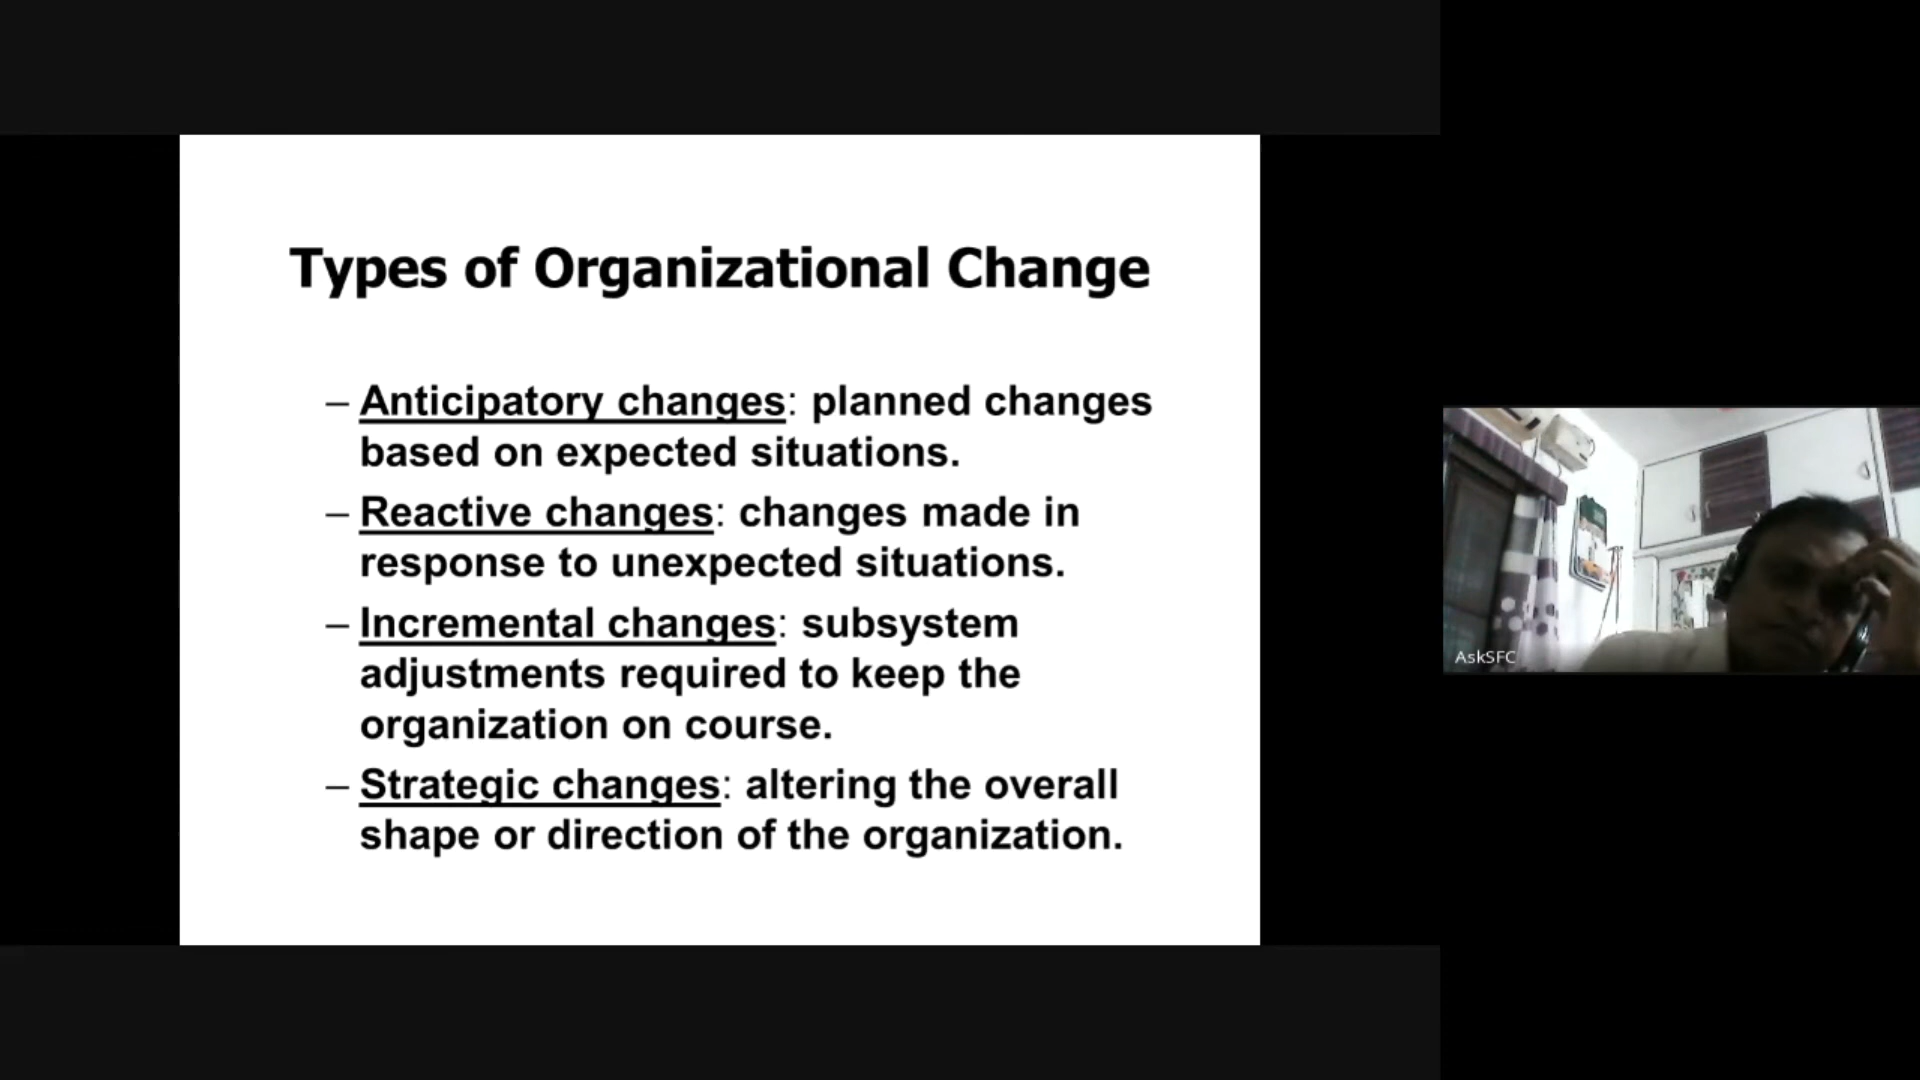 Types of Organizational Change
– Anticipatory changes: planned changes
based on expected situations.
– Reactive changes: changes made in
response to unexpected situations.
– Incremental changes: subsystem
adjustments required to keep the
organization on course.
– Strategic changes: altering the overall
shape or direction of the organization.
AskSFC